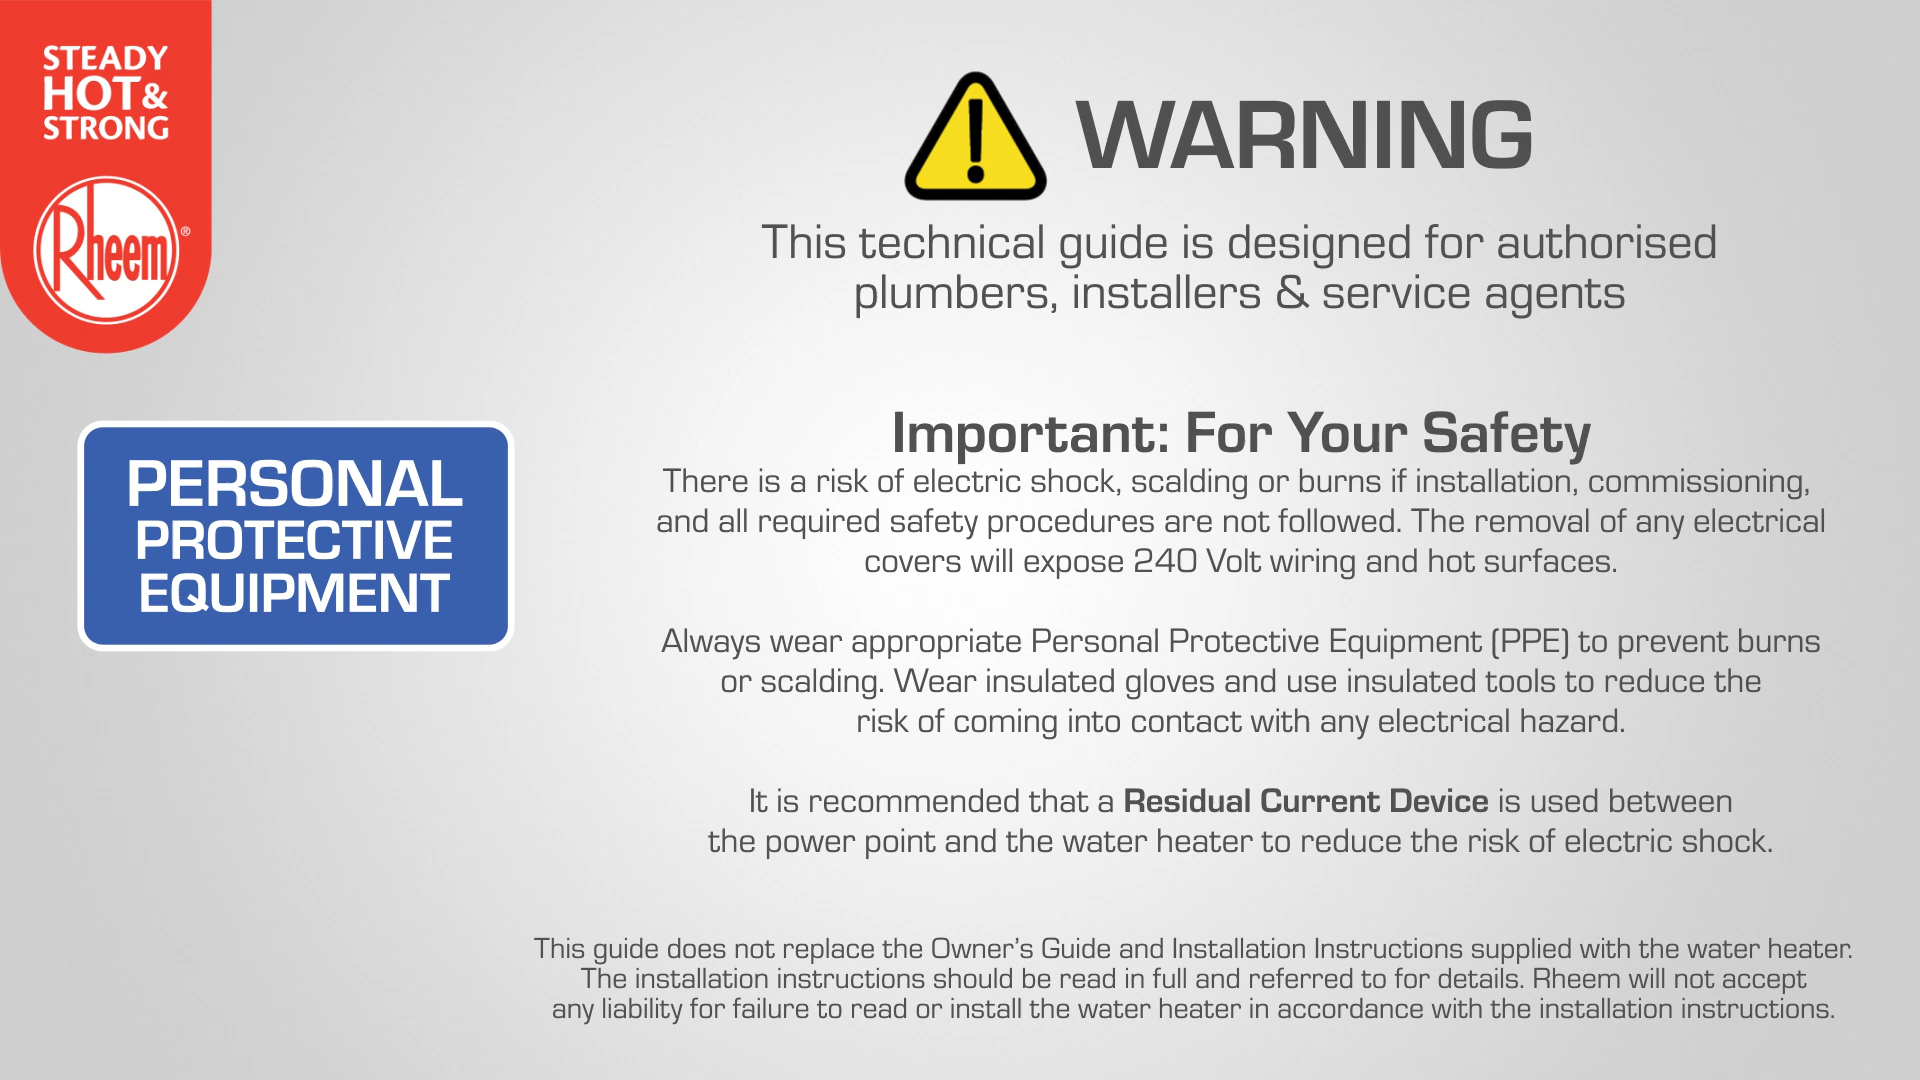 STEADY
HOT&
STRONG
Rheem®
WARNING
This technical guide is designed for authorised
plumbers, installers & service agents
PERSONAL
PROTECTIVE
EQUIPMENT
Important: For Your Safety
There is a risk of electric shock, scalding or burns if installation, commissioning,
and all required safety procedures are not followed. The removal of any electrical
covers will expose 240 Volt wiring and hot surfaces.
Always wear appropriate Personal Protective Equipment (PPE) to prevent burns
or scalding. Wear insulated gloves and use insulated tools to reduce the
risk of coming into contact with any electrical hazard.
It is recommended that a Residual Current Device is used between
the power point and the water heater to reduce the risk of electric shock.
This guide does not replace the Owner's Guide and Installation Instructions supplied with the water heater.
The installation instructions should be read in full and referred to for details. Rheem will not accept
any liability for failure to read or install the water heater in accordance with the installation instructions.